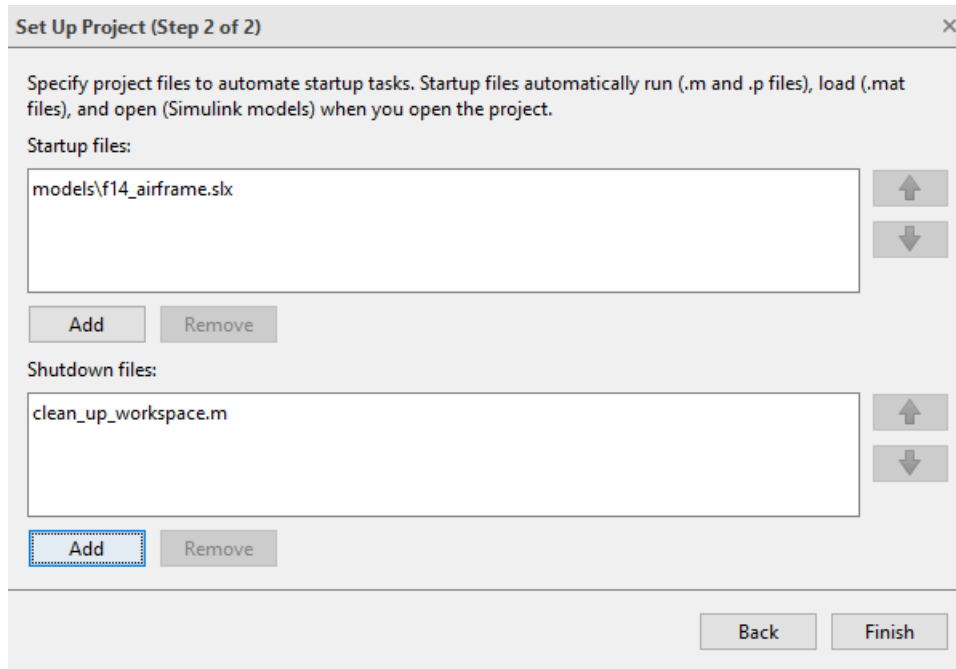 Set Up Project (Step 2 of 2)
Specify project files to automate startup tasks. Startup files automatically run (.m and .p files), load (.mat
files), and open (Simulink models) when you open the project.
Startup files:
models\f14_airframe.slx
Add Remove
Shutdown files:
clean_up_workspace.m
Add Remove
Back Finish